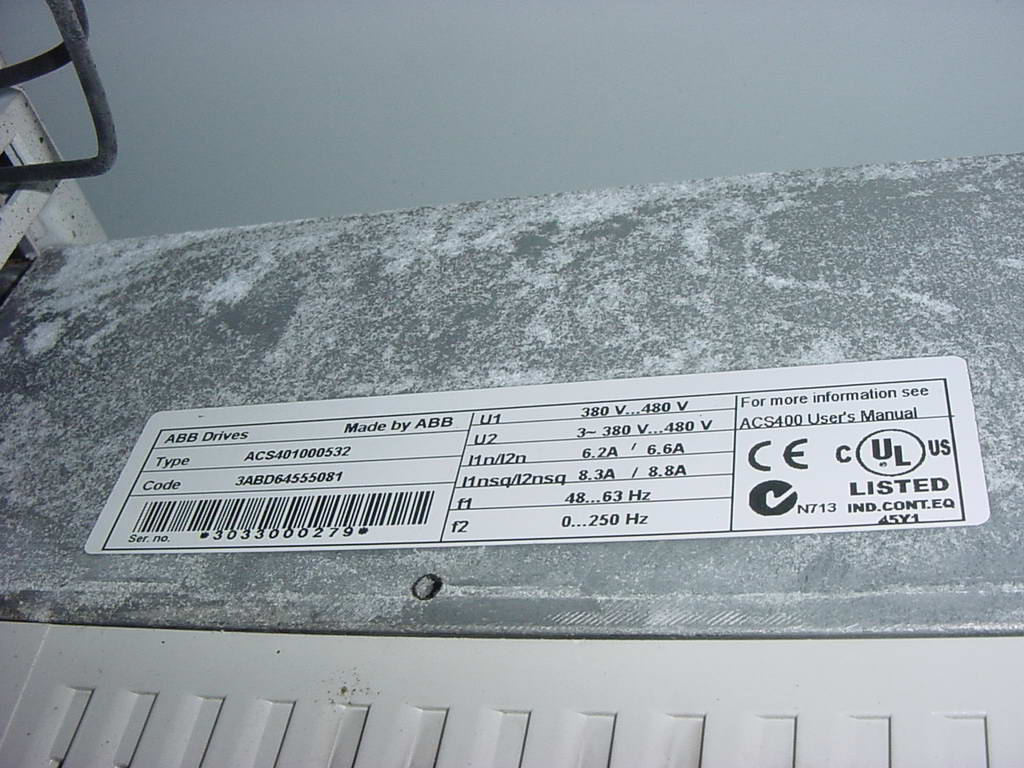 ABB Drives Made by ABB
Type ACS401000532
Code 3ABD64555081
Ser. no. *3033000279*
U1 380 V...480 V
U2 3~ 380 V...480 V
I1n/I2n 6.2A / 6.6A
I1nsq/I2nsq 8.3A / 8.8A
f1 48...63 Hz
f2 0...250 Hz
For more information see
ACS400 User's Manual
CE C UL US
LISTED
N713 IND.CONT.EQ
45Y1